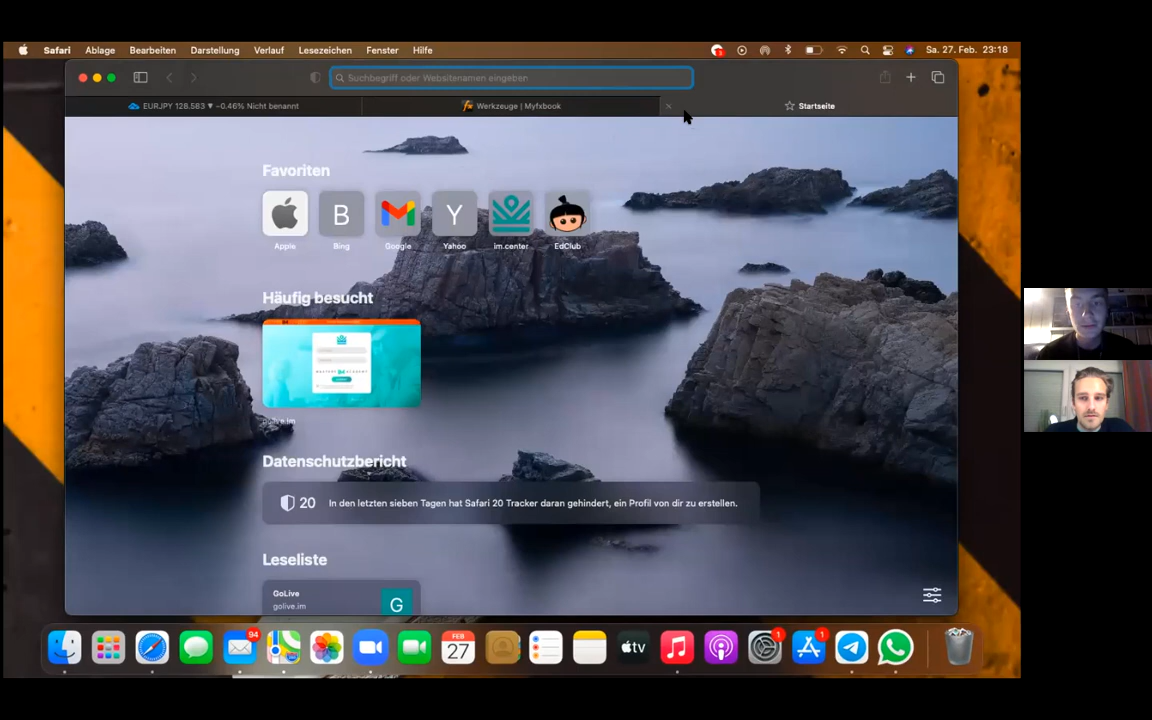 Safari Ablage Bearbeiten Darstellung Verlauf Lesezeichen Fenster Hilfe Sa. 27. Feb. 23:18
Suchbegriff oder Websitenamen eingeben
EURJPY 128.583 ▼ −0.46% Nicht benannt Werkzeuge | Myfxbook Startseite
Favoriten
B Y
Apple Bing Google Yahoo im.center EdClub
Häufig besucht
golive.im
Datenschutzbericht
20 In den letzten sieben Tagen hat Safari 20 Tracker daran gehindert, ein Profil von dir zu erstellen.
Leseliste
GoLive
golive.im
G
94 FEB 27 tv 1 1